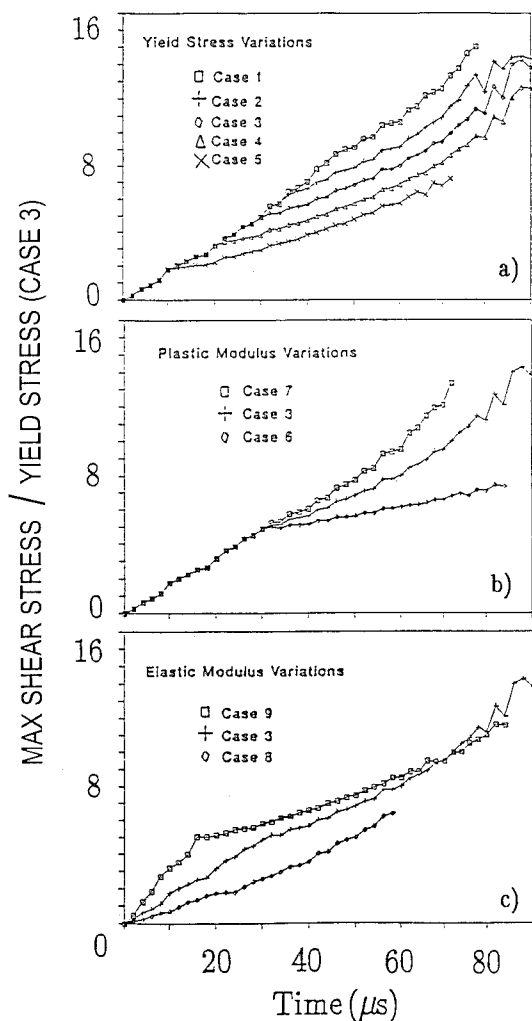 MAX SHEAR STRESS / YIELD STRESS (CASE 3)
16
Yield Stress Variations
Case 1
Case 2
Case 3
Case 4
Case 5
8
0
a)
16
Plastic Modulus Variations
Case 7
Case 3
Case 6
8
0
b)
16
Elastic Modulus Variations
Case 9
Case 3
Case 8
8
0
c)
20 40 60 80
Time (μs)